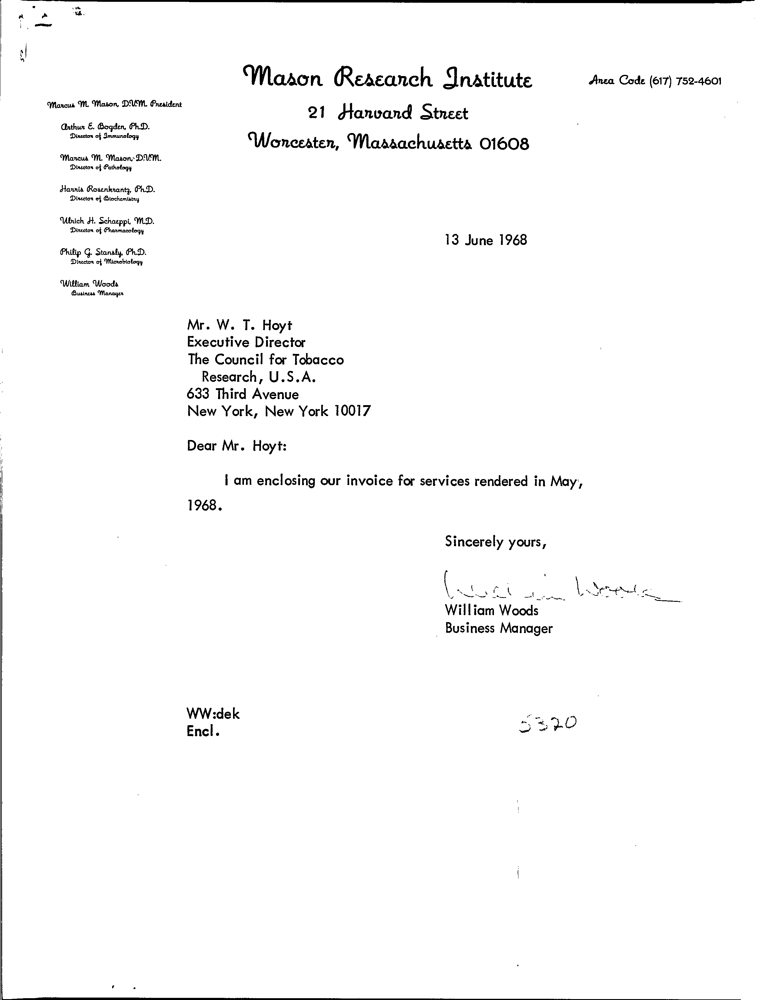 Mason Research Institute
21 Harvard Street
Worcester, Massachusetts 01608
Area Code (617) 752-4601
Marcus M. Mason, D.V.M. President
Arthur E. Bogden, Ph.D.
Director of Immunology
Marcus M. Mason, D.V.M.
Director of Pathology
Harris Rosenkrantz, Ph.D.
Director of Biochemistry
Ulrich H. Schaeppi, M.D.
Director of Pharmacology
Philip G. Stansly, Ph.D.
Director of Microbiology
William Woods
Business Manager
13 June 1968
Mr. W. T. Hoyt
Executive Director
The Council for Tobacco
Research, U.S.A.
633 Third Avenue
New York, New York 10017
Dear Mr. Hoyt:
I am enclosing our invoice for services rendered in May,
1968.
Sincerely yours,
William Woods
William Woods
Business Manager
WW:dek
Encl.
5320